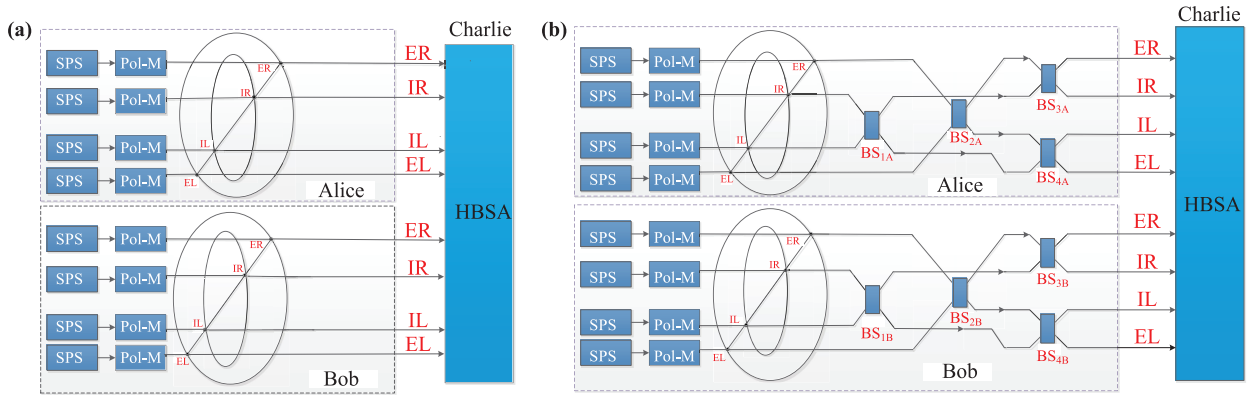 (a)
Charlie
SPS Pol-M ER ER
SPS Pol-M IR IR
SPS Pol-M IL IL
SPS Pol-M EL EL
Alice
HBSA
SPS Pol-M ER ER
SPS Pol-M IR IR
SPS Pol-M IL IL
SPS Pol-M EL EL
Bob
(b)
Charlie
SPS Pol-M ER ER
SPS Pol-M IR BS3A IR
SPS Pol-M IL BS1A BS2A IL
SPS Pol-M EL BS4A EL
Alice
HBSA
SPS Pol-M ER ER
SPS Pol-M IR BS3B IR
SPS Pol-M IL BS1B BS2B IL
SPS Pol-M EL BS4B EL
Bob